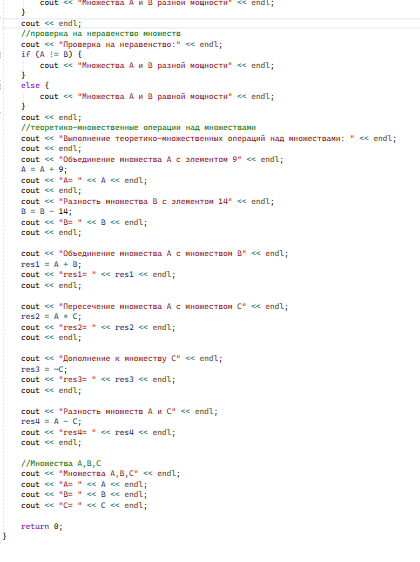 cout << "Множества A и B разной мощности" << endl;
}
cout << endl;
//проверка на неравенство множеств
cout << "Проверка на неравенство:" << endl;
if (A != B) {
cout << "Множества A и B разной мощности" << endl;
}
else {
cout << "Множества A и B равной мощности" << endl;
}
cout << endl;
//теоретико-множественные операции над множествами
cout << "Выполнение теоретико-множественных операций над множествами: " << endl;
cout << endl;
cout << "Объединение множества A с элементом 9" << endl;
A = A + 9;
cout << "A= " << A << endl;
cout << endl;
cout << "Разность множества B с элементом 14" << endl;
B = B - 14;
cout << "B= " << B << endl;
cout << endl;
cout << "Объединение множества A с множеством B" << endl;
res1 = A + B;
cout << "res1= " << res1 << endl;
cout << endl;
cout << "Пересечение множества A с множеством C" << endl;
res2 = A * C;
cout << "res2= " << res2 << endl;
cout << endl;
cout << "Дополнение к множеству C" << endl;
res3 = ~C;
cout << "res3= " << res3 << endl;
cout << endl;
cout << "Разность множеств A и C" << endl;
res4 = A - C;
cout << "res4= " << res4 << endl;
cout << endl;
//Множества A,B,C
cout << "Множества A,B,C" << endl;
cout << "A= " << A << endl;
cout << "B= " << B << endl;
cout << "C= " << C << endl;
return 0;
}